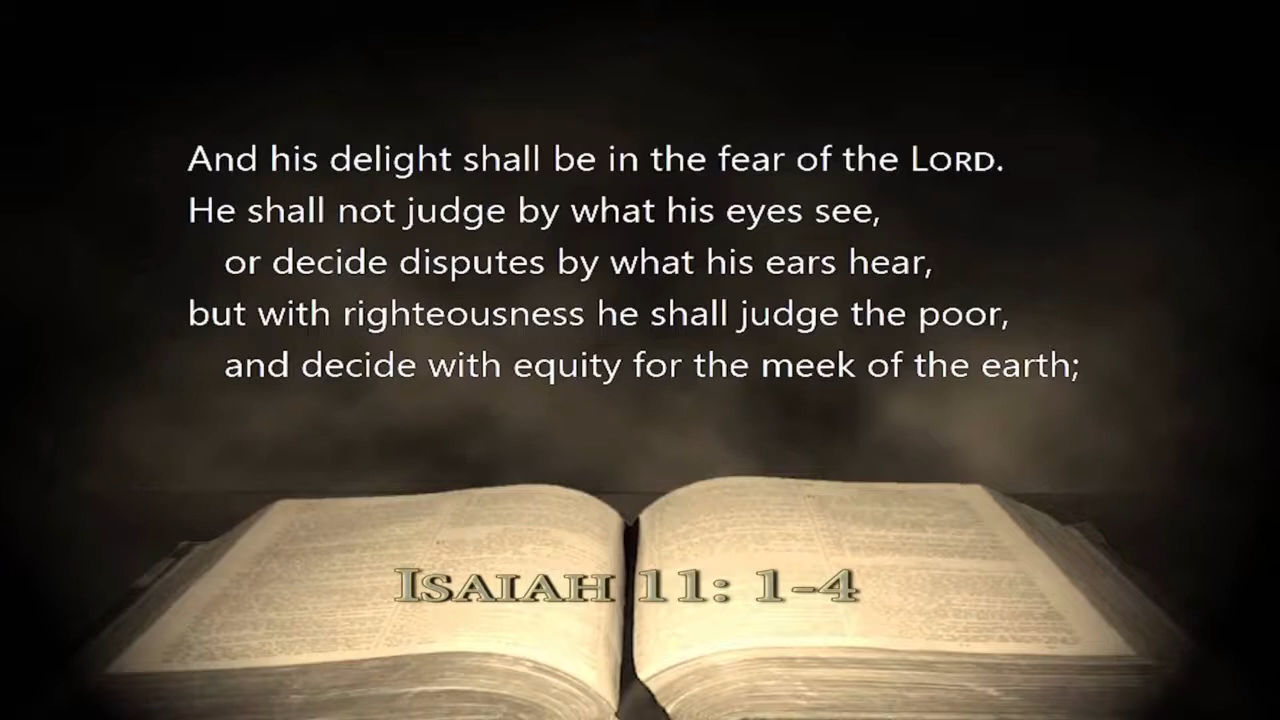 And his delight shall be in the fear of the LORD.
He shall not judge by what his eyes see,
or decide disputes by what his ears hear,
but with righteousness he shall judge the poor,
and decide with equity for the meek of the earth;
ISAIAH 11: 1-4